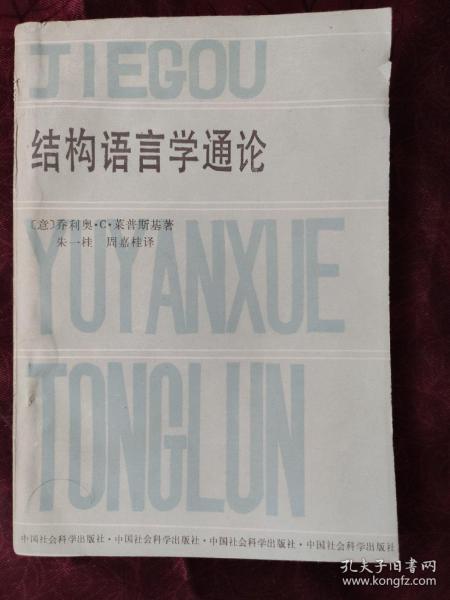 JIEGOU
结构语言学通论
〔意〕乔利奥·C·莱普斯基著
朱一桂 周嘉桂译
YUYANXUE
TONGLUN
中国社会科学出版社·中国社会科学出版社·中国社会科学出版社·中国社会科学出版社
孔夫子旧书网
www.kongfz.com